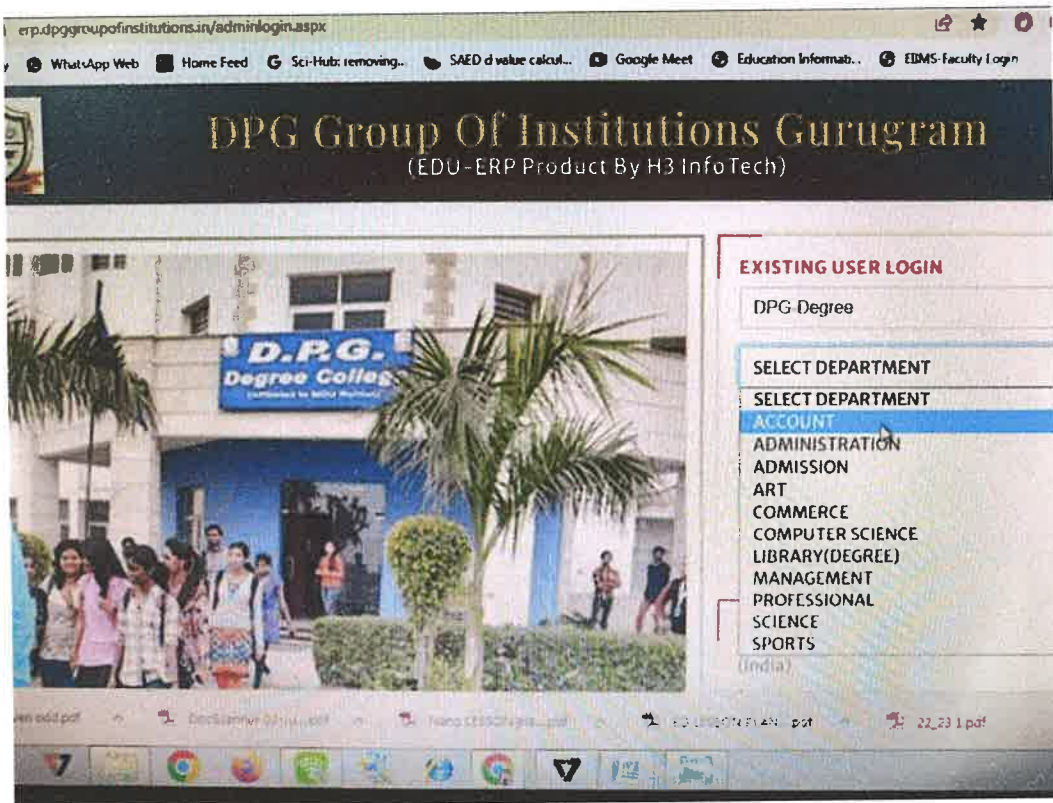 erp.dpggroupofinstitutions.in/adminlogin.aspx
WhatsApp Web Home Feed Sci-Hub: removing... SAED d value calcul... Google Meet Education Informati... EIMS-Faculty Login
DPG Group Of Institutions Gurugram
(EDU-ERP Product By H3 InfoTech)
EXISTING USER LOGIN
DPG Degree
D.P.G.
Degree College
SELECT DEPARTMENT
SELECT DEPARTMENT
ACCOUNT
ADMINISTRATION
ADMISSION
ART
COMMERCE
COMPUTER SCIENCE
LIBRARY(DEGREE)
MANAGEMENT
PROFESSIONAL
SCIENCE
SPORTS
(India)
22_23 1.pdf